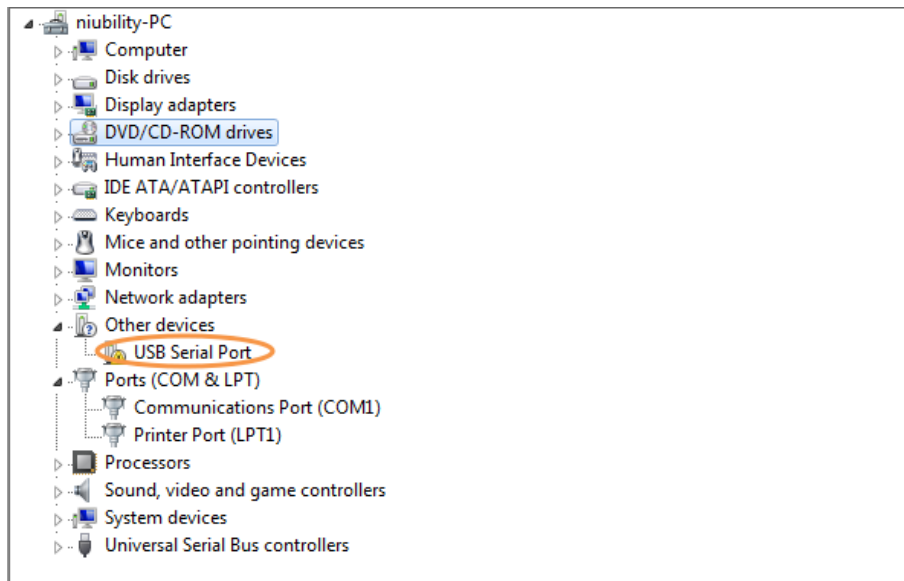 niubility-PC
Computer
Disk drives
Display adapters
DVD/CD-ROM drives
Human Interface Devices
IDE ATA/ATAPI controllers
Keyboards
Mice and other pointing devices
Monitors
Network adapters
Other devices
USB Serial Port
Ports (COM & LPT)
Communications Port (COM1)
Printer Port (LPT1)
Processors
Sound, video and game controllers
System devices
Universal Serial Bus controllers